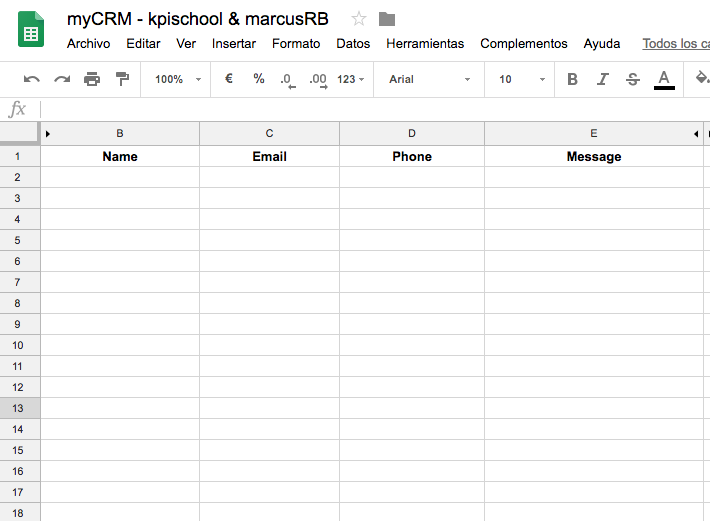 myCRM - kpischool & marcusRB
Archivo Editar Ver Insertar Formato Datos Herramientas Complementos Ayuda Todos los
100% € % .0 .00 123 Arial 10 B I S A
fx
B C D E
1 Name Email Phone Message
2
3
4
5
6
7
8
9
10
11
12
13
14
15
16
17
18